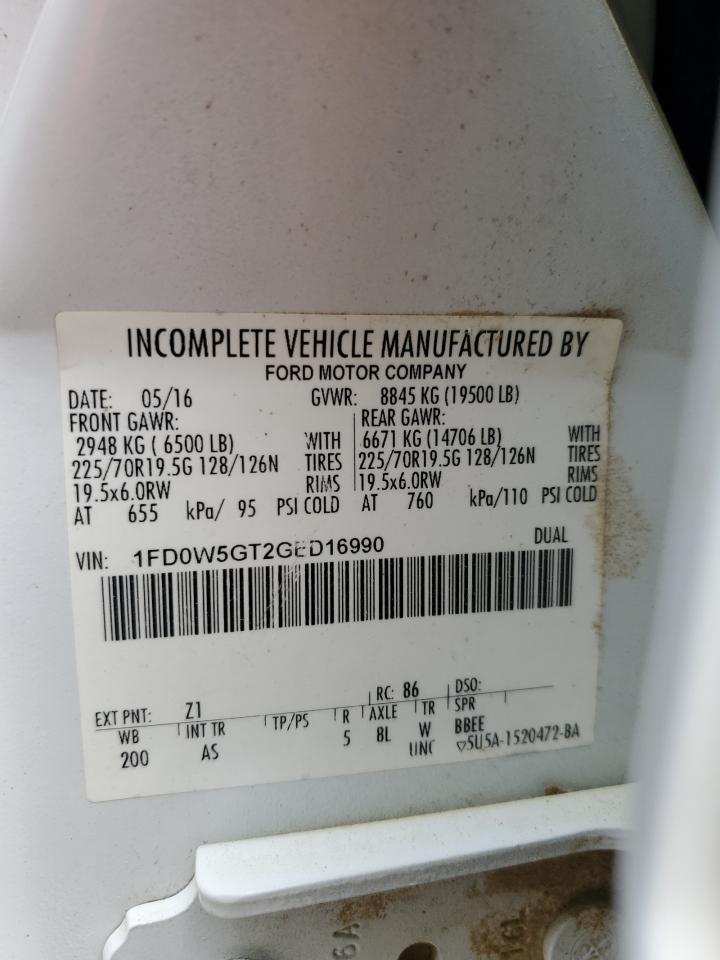 INCOMPLETE VEHICLE MANUFACTURED BY
FORD MOTOR COMPANY
DATE: 05/16 GVWR: 8845 KG (19500 LB)
FRONT GAWR: REAR GAWR:
2948 KG ( 6500 LB) WITH 6671 KG (14706 LB) WITH
225/70R19.5G 128/126N TIRES 225/70R19.5G 128/126N TIRES
19.5x6.0RW RIMS 19.5x6.0RW RIMS
AT 655 kPa/ 95 PSI COLD AT 760 kPa/110 PSI COLD
DUAL
VIN: 1FD0W5GT2GED16990
EXT PNT: Z1 RC: 86 DSO:
WB INT TR TP/PS R AXLE TR SPR
200 AS 5 8L W BBEE
UNC ▽5U5A-1520472-BA
6A